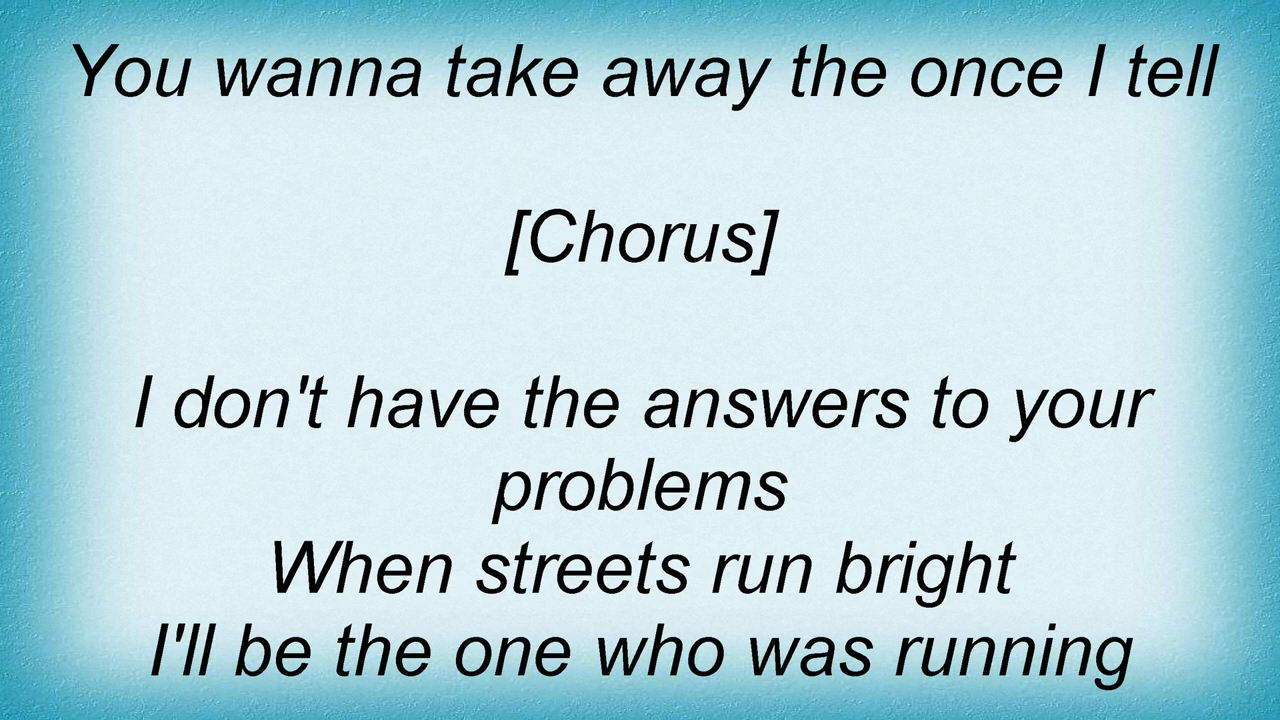 You wanna take away the once I tell
[Chorus]
I don't have the answers to your
problems
When streets run bright
I'll be the one who was running